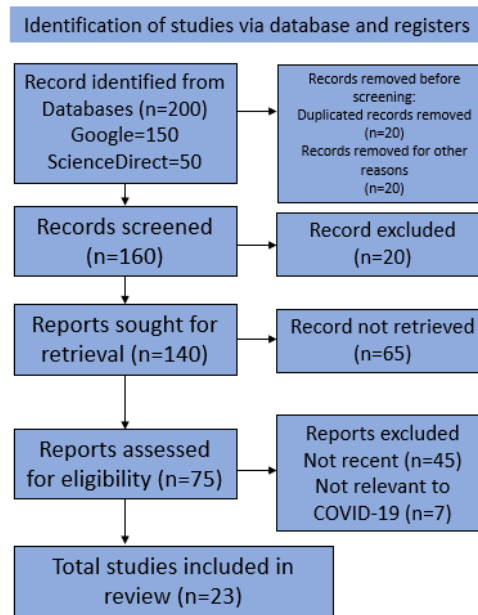 Identification of studies via database and registers
Record identified from
Databases (n=200)
Google=150
ScienceDirect=50
Records removed before
screening:
Duplicated records removed
(n=20)
Records removed for other
reasons
(n=20)
Records screened
(n=160)
Record excluded
(n=20)
Reports sought for
retrieval (n=140)
Record not retrieved
(n=65)
Reports assessed
for eligibility (n=75)
Reports excluded
Not recent (n=45)
Not relevant to
COVID-19 (n=7)
Total studies included in
review (n=23)